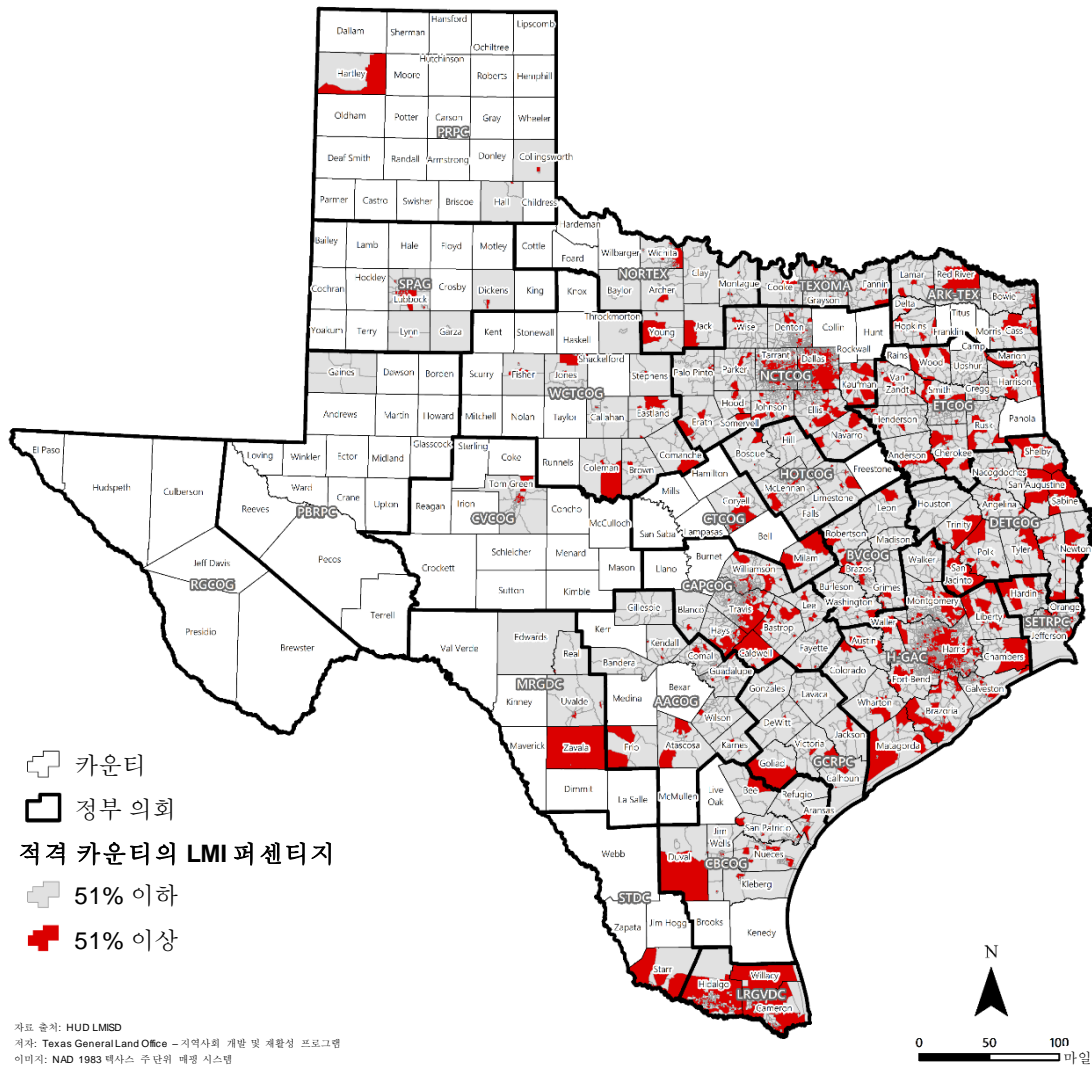 Dallam
Sherman
Hansford
Ochiltree
Lipscomb
Hartley
Moore
Hutchinson
Roberts
Hemphill
Oldham
Potter
Carson
Gray
Wheeler
PRPC
Deaf Smith
Randall
Armstrong
Donley
Collingsworth
Parmer
Castro
Swisher
Briscoe
Hall
Childress
Bailey
Lamb
Hale
Floyd
Motley
Cottle
Hardeman
Foard
Wilbarger
Wichita
NORTEX
Clay
Montague
Cooke
TEXOMA
Grayson
Fannin
Lamar
Red River
ARK-TEX
Bowie
Cochran
Hockley
SPAG
Lubbock
Crosby
Dickens
King
Knox
Baylor
Archer
Throckmorton
Young
Jack
Wise
Denton
Collin
Hunt
Rockwall
Delta
Hopkins
Franklin
Titus
Morris
Cass
Camp
Yoakum
Terry
Lynn
Garza
Kent
Stonewall
Haskell
Gaines
Dawson
Borden
Scurry
Fisher
Jones
Shackelford
Stephens
WCTCOG
Palo Pinto
Parker
Tarrant
Dallas
NCTCOG
Kaufman
Rains
Van
Zandt
Wood
Upshur
Marion
Smith
Gregg
Harrison
ETCOG
Andrews
Martin
Howard
Mitchell
Nolan
Taylor
Callahan
Eastland
Erath
Hood
Somervell
Johnson
Ellis
Navarro
Henderson
Rusk
Panola
El Paso
Hudspeth
Culberson
Loving
Winkler
Ector
Midland
Glasscock
Sterling
Coke
Runnels
Coleman
Brown
Comanche
Hamilton
Bosque
Hill
HOTCOG
Freestone
Anderson
Cherokee
Nacogdoches
Shelby
San Augustine
Sabine
Reeves
Ward
Crane
Upton
PBRPC
Reagan
Irion
Tom Green
CVCOG
Concho
McCulloch
San Saba
Mills
Lampasas
Coryell
CTCOG
Bell
McLennan
Limestone
Falls
Leon
Houston
Angelina
DETCOG
Trinity
Polk
Tyler
Newton
Jeff Davis
RGCOG
Pecos
Presidio
Brewster
Terrell
Crockett
Schleicher
Menard
Mason
Sutton
Kimble
Llano
Burnet
Williamson
Milam
Robertson
Madison
BVCOG
Brazos
Burleson
Grimes
Washington
Walker
San
Jacinto
Hardin
Orange
SETRPC
Jefferson
CAPCOG
Travis
Blanco
Hays
Bastrop
Lee
Fayette
Caldwell
Montgomery
Liberty
Waller
Austin
Harris
Chambers
H-GAC
Fort Bend
Galveston
Brazoria
Colorado
Wharton
Matagorda
Val Verde
Edwards
Real
Kerr
Gillespie
Kendall
Bandera
Comal
Guadalupe
MRGDC
Kinney
Uvalde
Medina
Bexar
AACOG
Wilson
Gonzales
Lavaca
DeWitt
Maverick
Zavala
Frio
Atascosa
Karnes
Victoria
Jackson
GCRPC
Calhoun
Goliad
Dimmit
La Salle
McMullen
Live
Oak
Bee
Refugio
Aransas
San Patricio
Webb
Duval
Jim
Wells
Nueces
CBCOG
Kleberg
STDC
Zapata
Jim Hogg
Brooks
Kenedy
Starr
Hidalgo
Willacy
LRGVDC
Cameron
카운티
정부 의회
적격 카운티의 LMI 퍼센티지
51% 이하
51% 이상
자료 출처: HUD LMISD
저자: Texas General Land Office – 지역사회 개발 및 재활성 프로그램
이미지: NAD 1983 텍사스 주 단위 매핑 시스템
N
0 50 100
마일